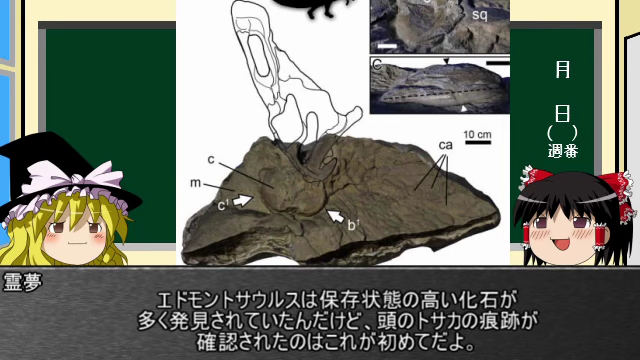 sq
C
10 cm
c
ca
m
c¹
b¹
月
日
(　)
週番
霊夢
エドモントサウルスは保存状態の高い化石が
多く発見されていたんだけど、頭のトサカの痕跡が
確認されたのはこれが初めてだよ。